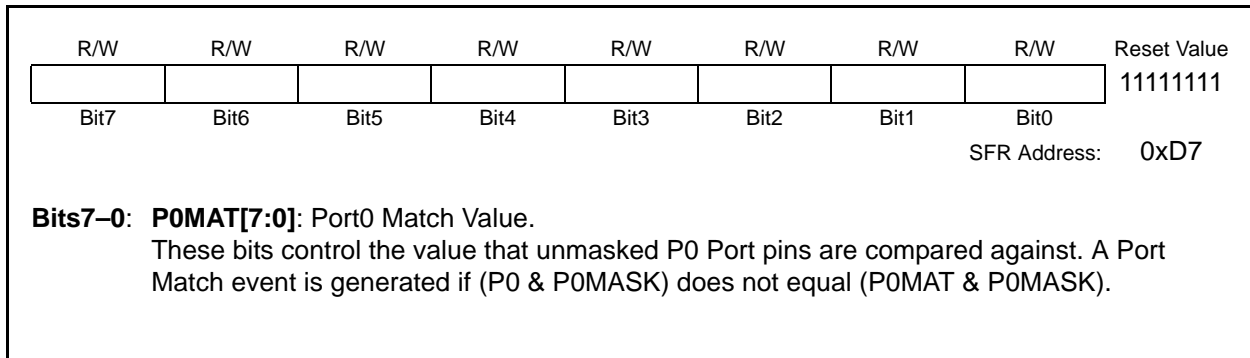 R/W R/W R/W R/W R/W R/W R/W R/W Reset Value
11111111
Bit7 Bit6 Bit5 Bit4 Bit3 Bit2 Bit1 Bit0
SFR Address: 0xD7
Bits7–0: P0MAT[7:0]: Port0 Match Value.
These bits control the value that unmasked P0 Port pins are compared against. A Port
Match event is generated if (P0 & P0MASK) does not equal (P0MAT & P0MASK).